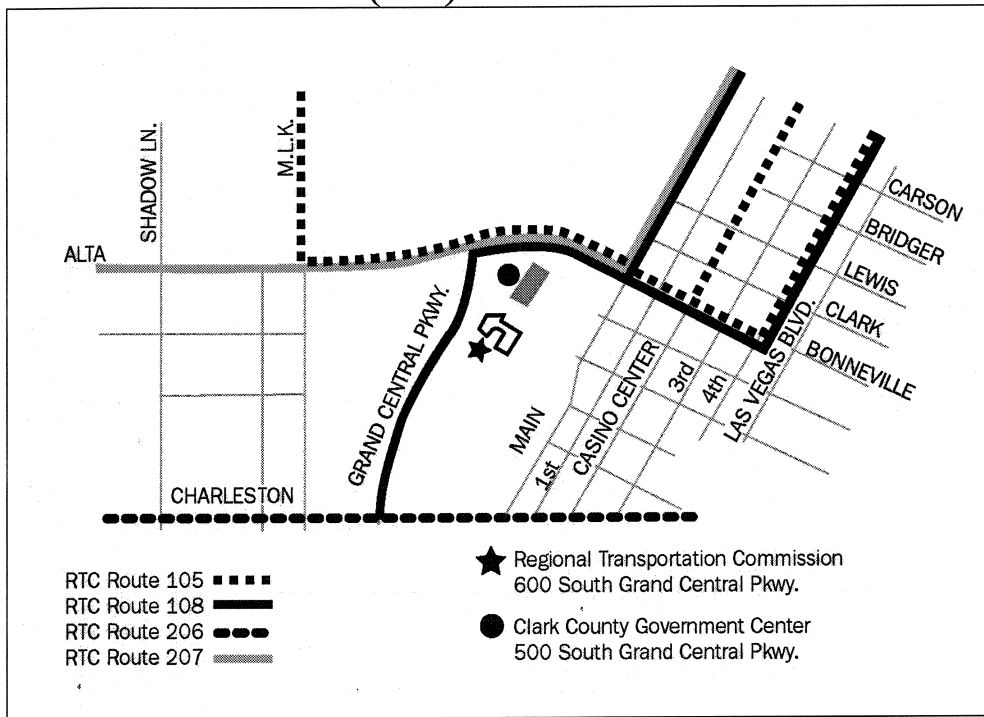 SHADOW LN.
M.L.K.
ALTA
GRAND CENTRAL PKWY.
CHARLESTON
MAIN
1st
CASINO CENTER
3rd
4th
LAS VEGAS BLVD.
CARSON
BRIDGER
LEWIS
CLARK
BONNEVILLE
RTC Route 105
RTC Route 108
RTC Route 206
RTC Route 207
Regional Transportation Commission
600 South Grand Central Pkwy.
Clark County Government Center
500 South Grand Central Pkwy.